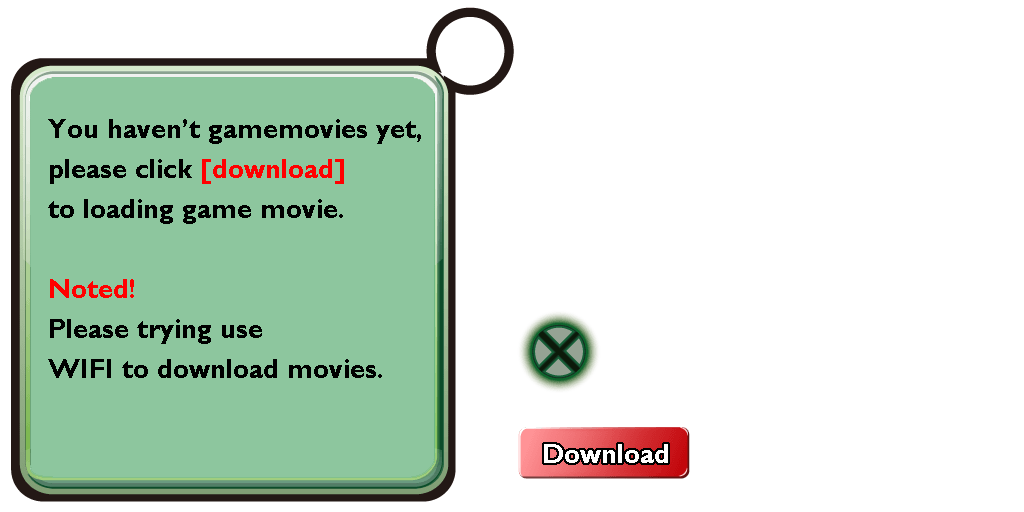 You haven't gamemovies yet,
please click [download]
to loading game movie.
Noted!
Please trying use
WIFI to download movies.
Download